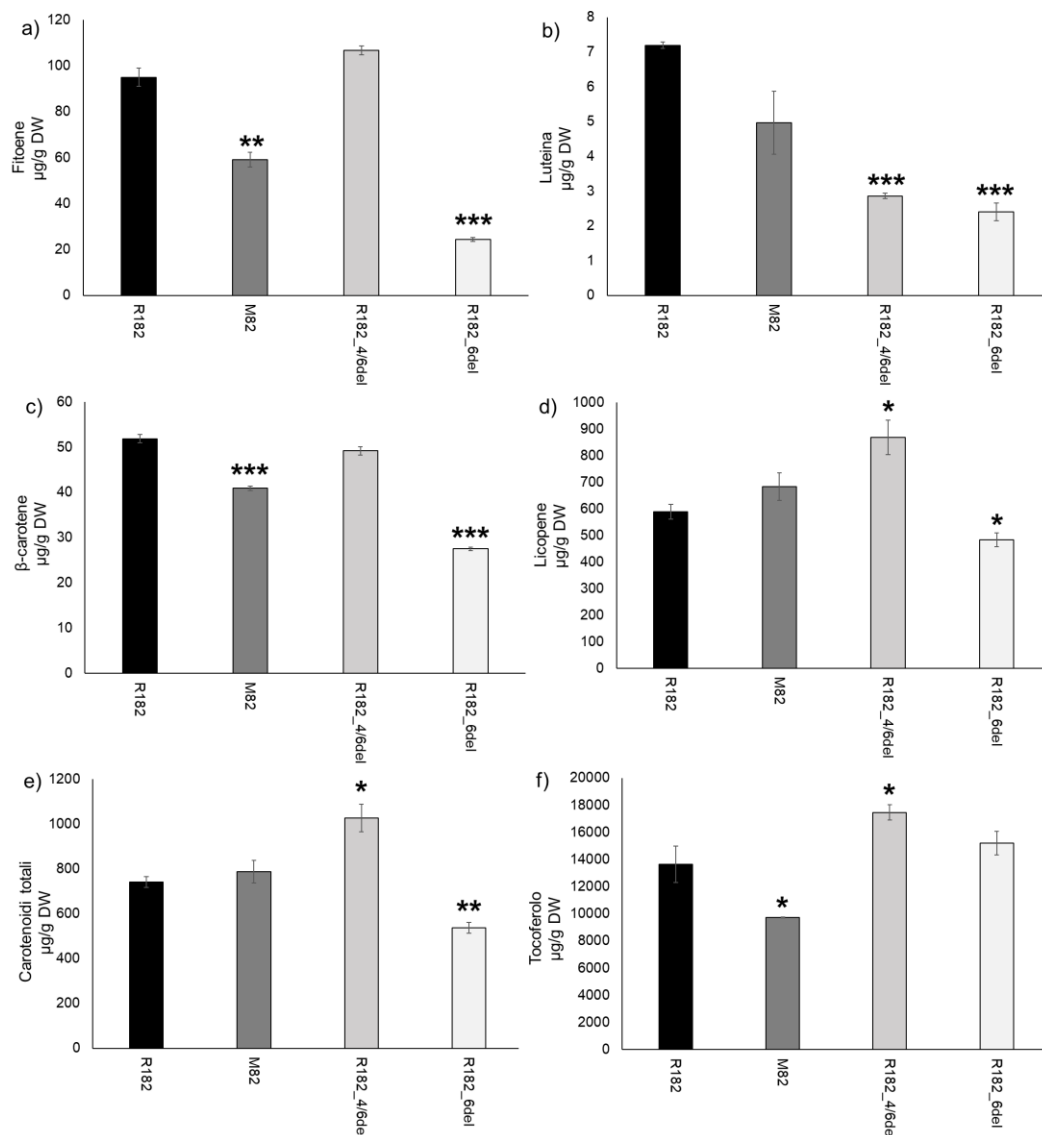 a)
Fitoene
µg/g DW
120
100
80
60
40
20
0
**
***
R182
M82
R182_4/6del
R182_6del
b)
Luteina
µg/g DW
8
7
6
5
4
3
2
1
0
***
***
R182
M82
R182_4/6del
R182_6del
c)
β-carotene
µg/g DW
60
50
40
30
20
10
0
***
***
R182
M82
R182_4/6del
R182_6del
d)
Licopene
µg/g DW
1000
900
800
700
600
500
400
300
200
100
0
*
*
R182
M82
R182_4/6del
R182_6del
e)
Carotenoidi totali
µg/g DW
1200
1000
800
600
400
200
0
*
**
R182
M82
R182_4/6de
R182_6del
f)
Tocoferolo
µg/g DW
20000
18000
16000
14000
12000
10000
8000
6000
4000
2000
0
*
*
R182
M82
R182_4/6del
R182_6del